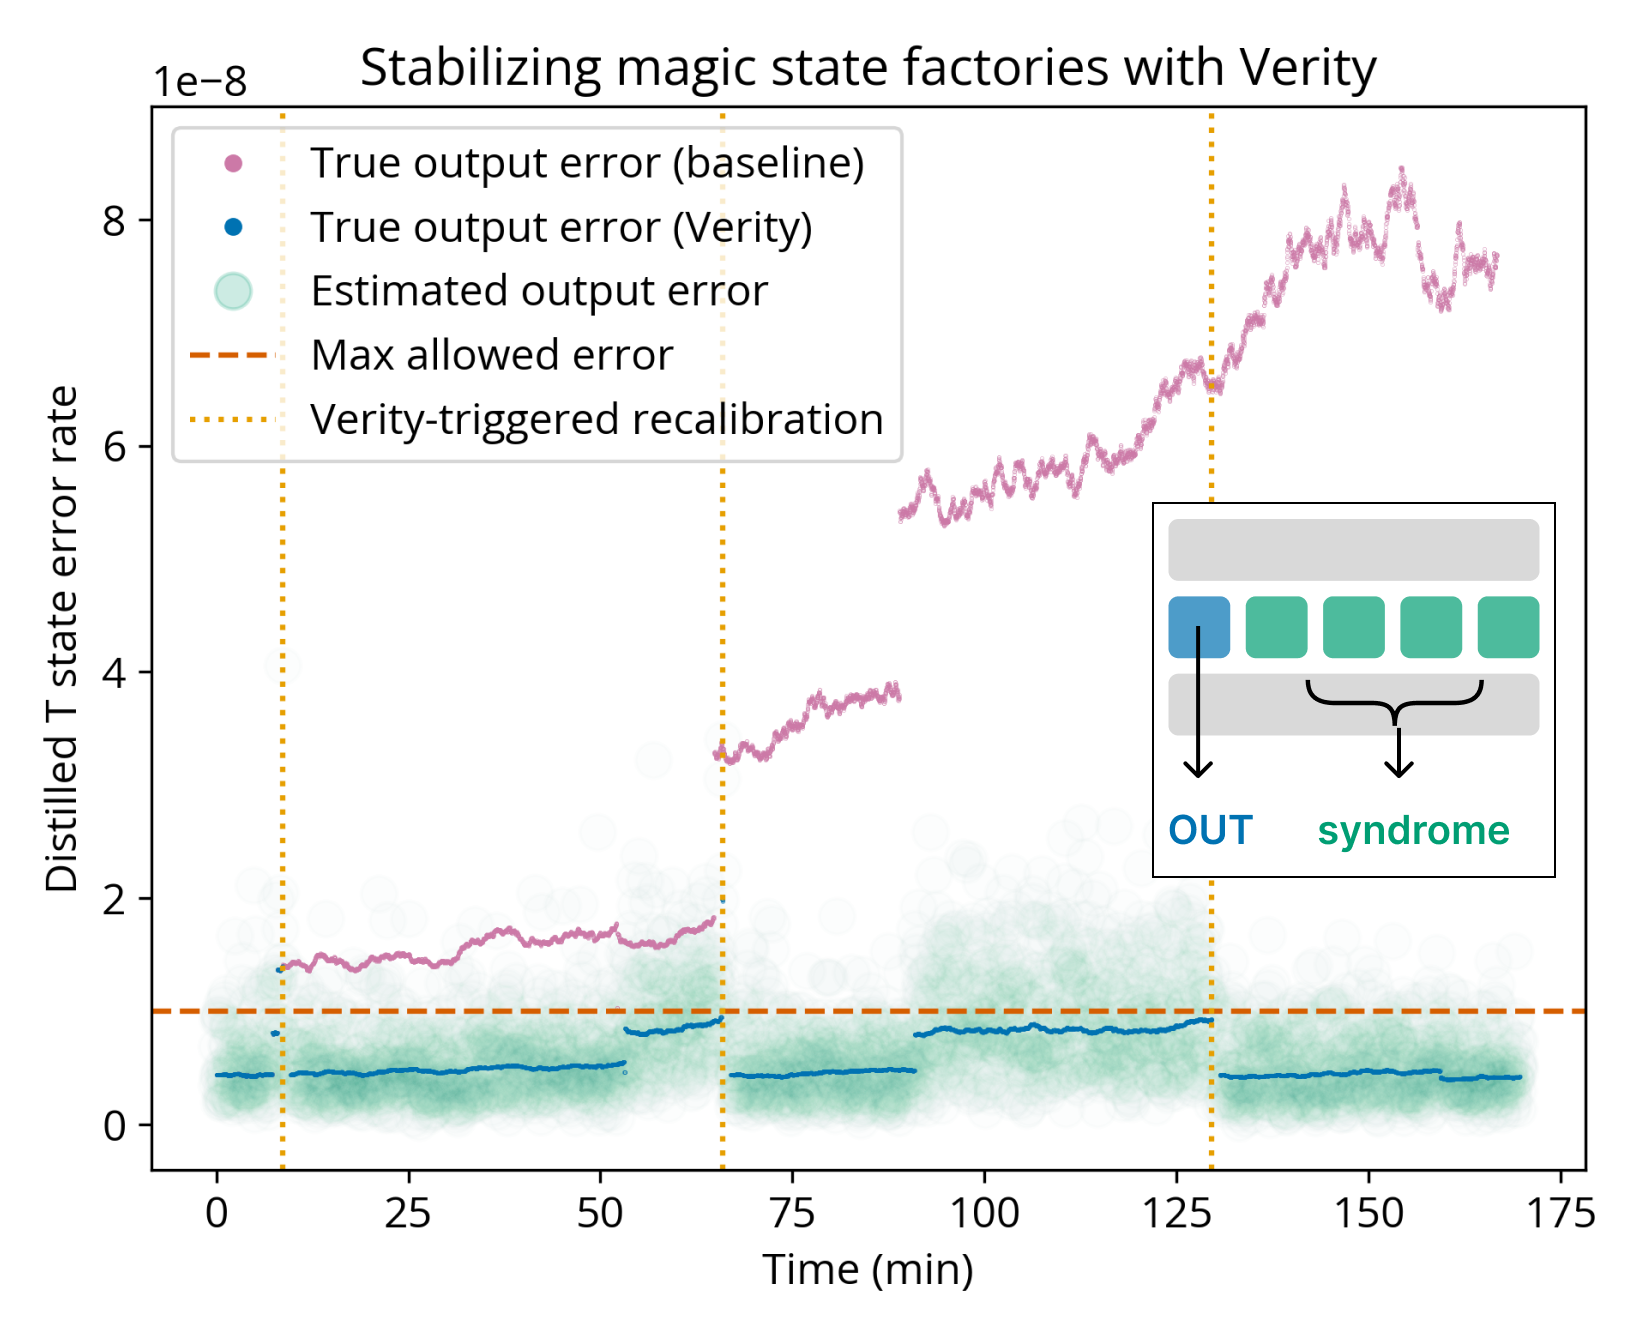 Stabilizing magic state factories with Verity
1e−8
True output error (baseline)
True output error (Verity)
Estimated output error
Max allowed error
Verity-triggered recalibration
Distilled T state error rate
8
6
4
2
0
OUT
syndrome
0
25
50
75
100
125
150
175
Time (min)